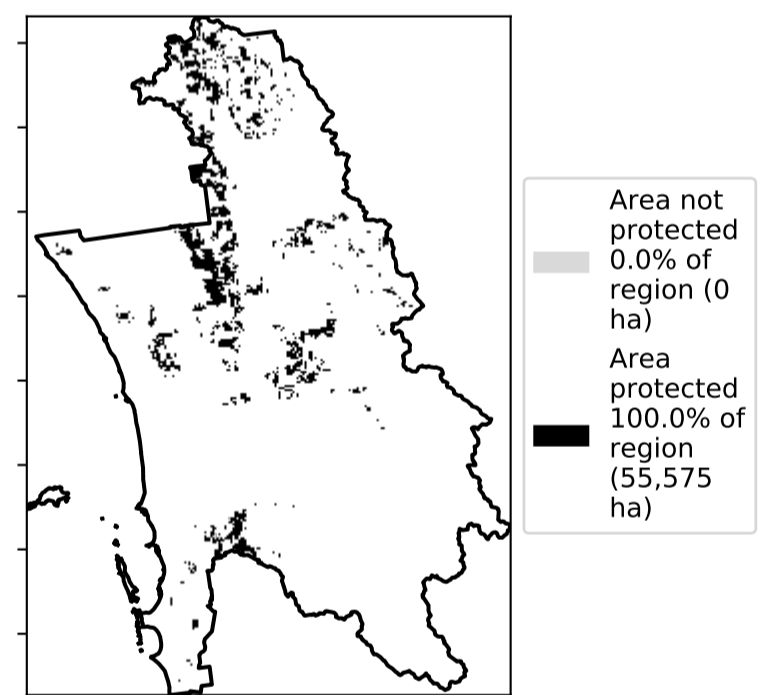 Area not
protected
0.0% of
region (0
ha)
Area
protected
100.0% of
region
(55,575
ha)